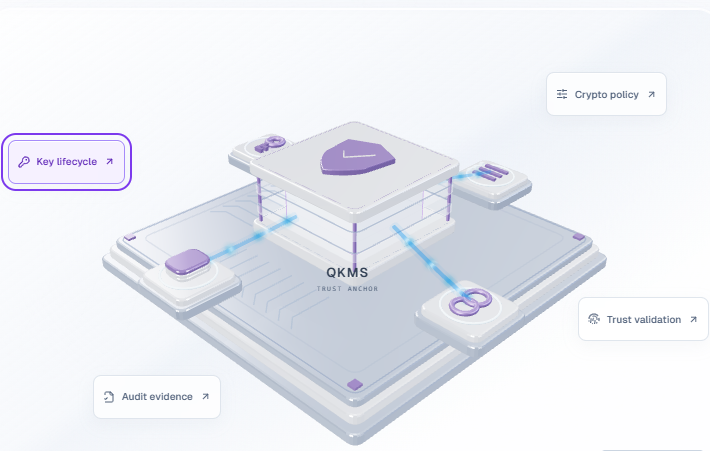 Crypto policy
Key lifecycle
QKMS
TRUST ANCHOR
Trust validation
Audit evidence